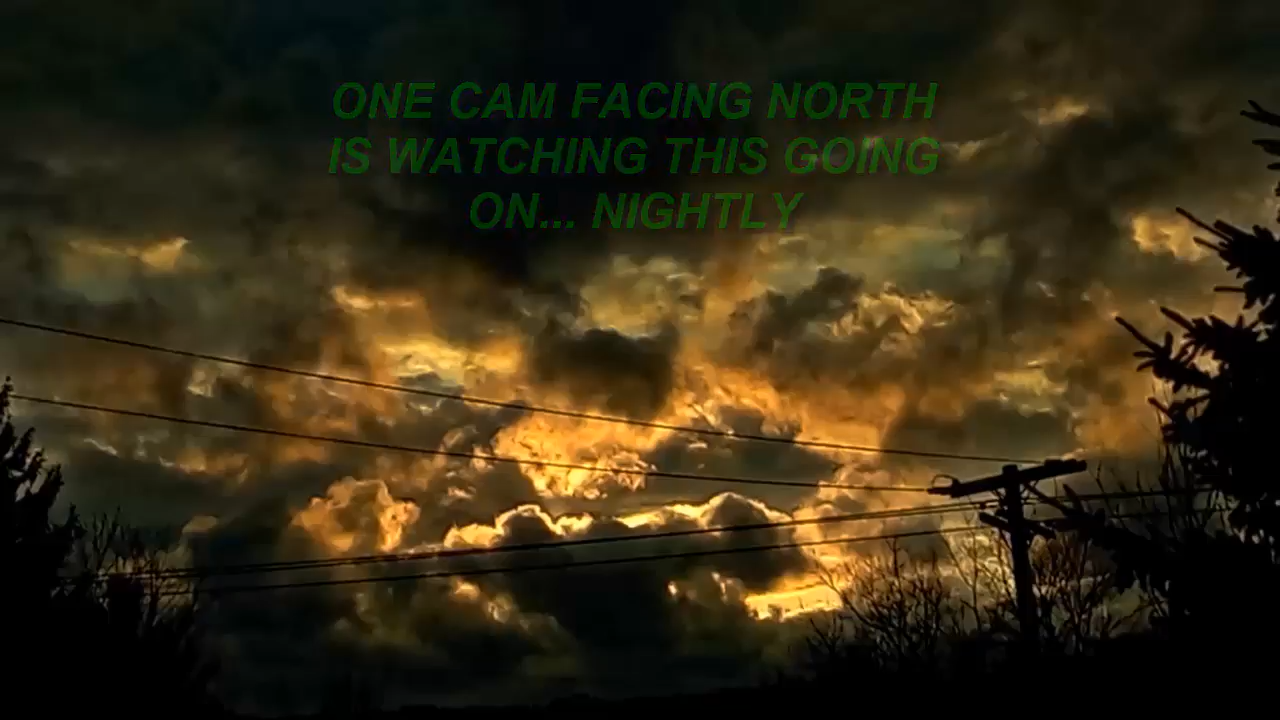 ONE CAM FACING NORTH
IS WATCHING THIS GOING
ON... NIGHTLY